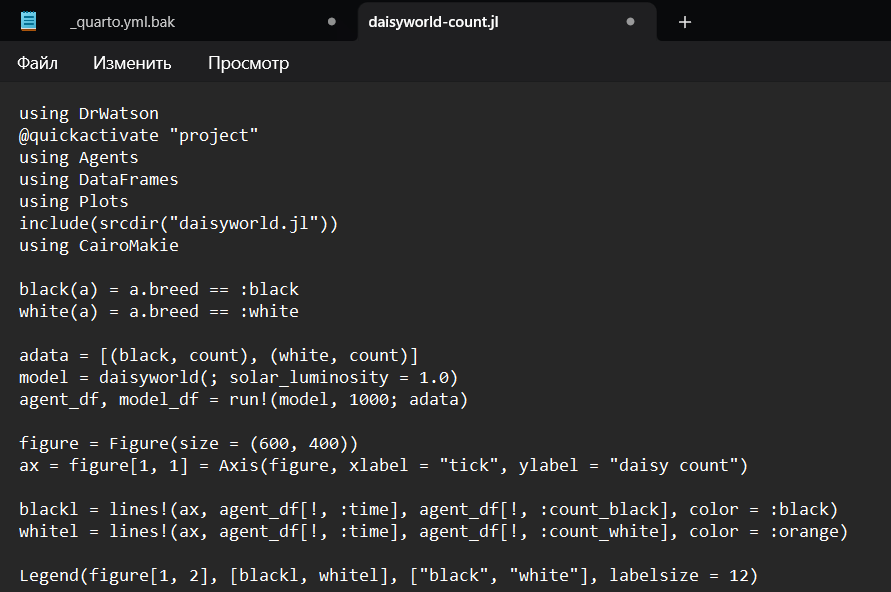 _quarto.yml.bak
daisyworld-count.jl
Файл Изменить Просмотр
using DrWatson
@quickactivate "project"
using Agents
using DataFrames
using Plots
include(srcdir("daisyworld.jl"))
using CairoMakie
black(a) = a.breed == :black
white(a) = a.breed == :white
adata = [(black, count), (white, count)]
model = daisyworld(; solar_luminosity = 1.0)
agent_df, model_df = run!(model, 1000; adata)
figure = Figure(size = (600, 400))
ax = figure[1, 1] = Axis(figure, xlabel = "tick", ylabel = "daisy count")
blackl = lines!(ax, agent_df[!, :time], agent_df[!, :count_black], color = :black)
whitel = lines!(ax, agent_df[!, :time], agent_df[!, :count_white], color = :orange)
Legend(figure[1, 2], [blackl, whitel], ["black", "white"], labelsize = 12)